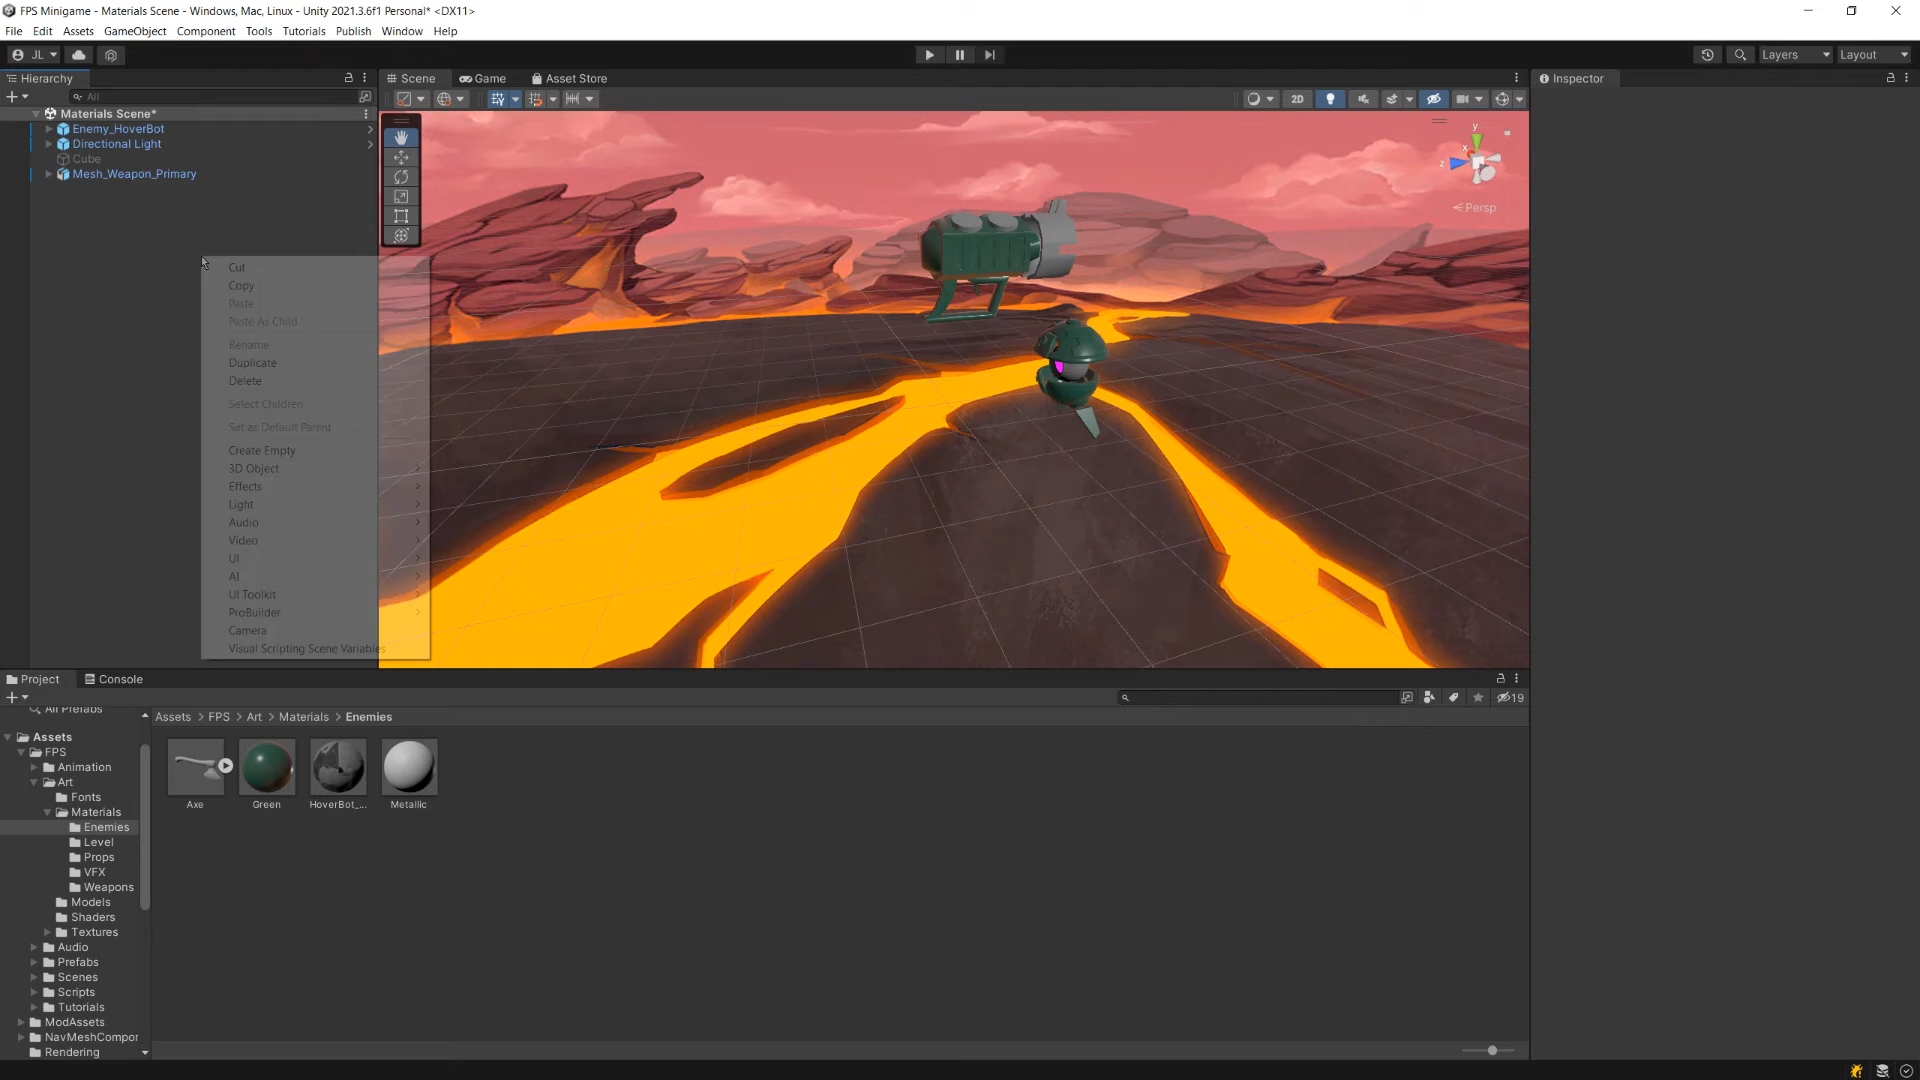 FPS Minigame - Materials Scene - Windows, Mac, Linux - Unity 2021.3.6f1 Personal* <DX11>
File Edit Assets GameObject Component Tools Tutorials Publish Window Help
JL Layers Layout
Hierarchy
All
Materials Scene*
Enemy_HoverBot
Directional Light
Cube
Mesh_Weapon_Primary
Cut
Copy
Paste
Paste As Child
Rename
Duplicate
Delete
Select Children
Set as Default Parent
Create Empty
3D Object
Effects
Light
Audio
Video
UI
AI
UI Toolkit
ProBuilder
Camera
Visual Scripting Scene Variables
Scene Game Asset Store
2D
y
x
z
Persp
Inspector
Project Console
19
All Prefabs
Assets
FPS
Animation
Art
Fonts
Materials
Enemies
Level
Props
VFX
Weapons
Models
Shaders
Textures
Audio
Prefabs
Scenes
Scripts
Tutorials
ModAssets
NavMeshCompor
Rendering
Assets > FPS > Art > Materials > Enemies
Axe Green HoverBot_... Metallic